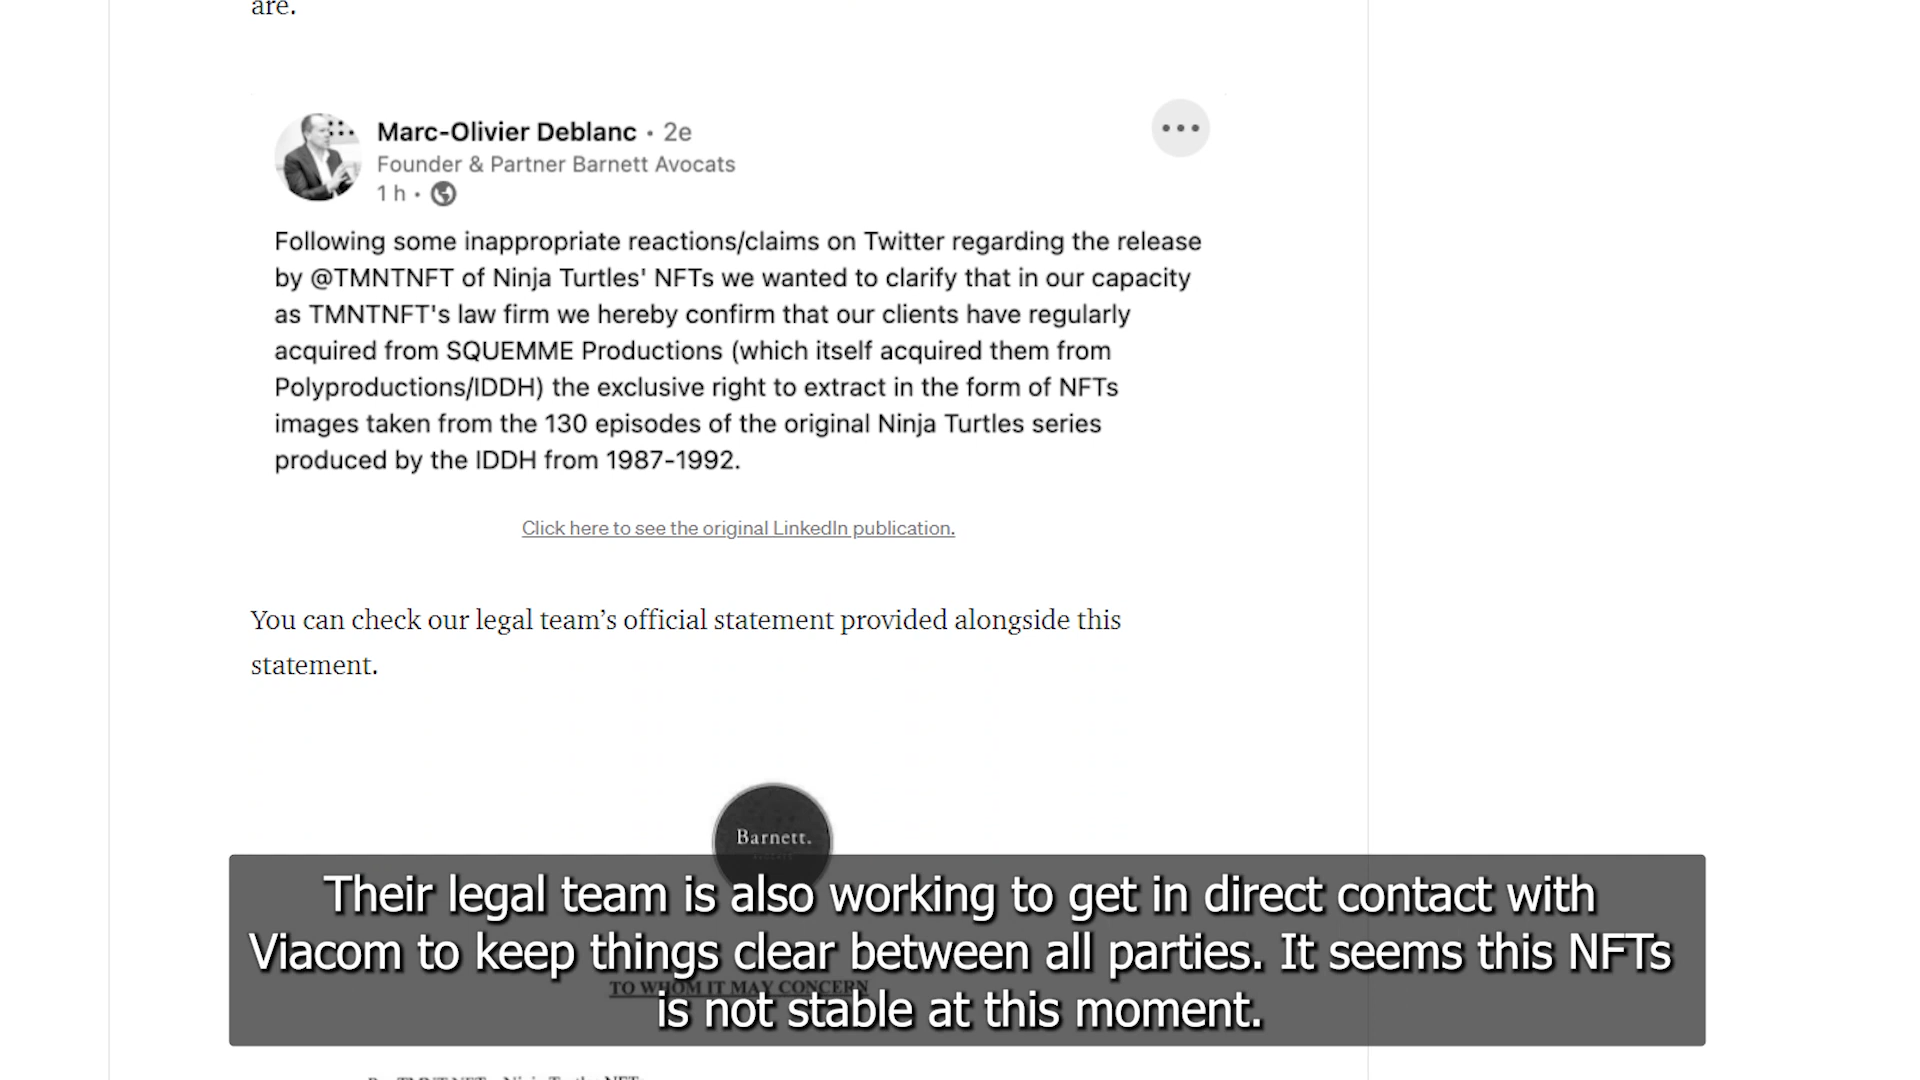 are.
Marc-Olivier Deblanc • 2e
Founder & Partner Barnett Avocats
1 h •
Following some inappropriate reactions/claims on Twitter regarding the release
by @TMNTNFT of Ninja Turtles' NFTs we wanted to clarify that in our capacity
as TMNTNFT's law firm we hereby confirm that our clients have regularly
acquired from SQUEMME Productions (which itself acquired them from
Polyproductions/IDDH) the exclusive right to extract in the form of NFTs
images taken from the 130 episodes of the original Ninja Turtles series
produced by the IDDH from 1987-1992.
Click here to see the original LinkedIn publication.
You can check our legal team’s official statement provided alongside this
statement.
Barnett.
Their legal team is also working to get in direct contact with
Viacom to keep things clear between all parties. It seems this NFTs
TO WHOM IT MAY CONCERN
is not stable at this moment.